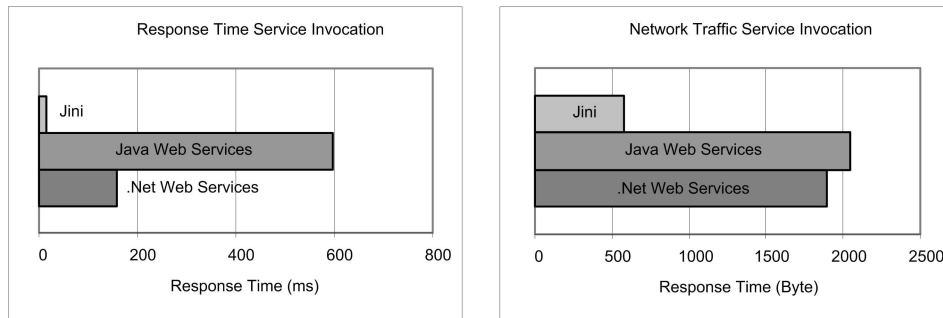 Response Time Service Invocation
Jini
Java Web Services
.Net Web Services
0 200 400 600 800
Response Time (ms)
Network Traffic Service Invocation
Jini
Java Web Services
.Net Web Services
0 500 1000 1500 2000 2500
Response Time (Byte)